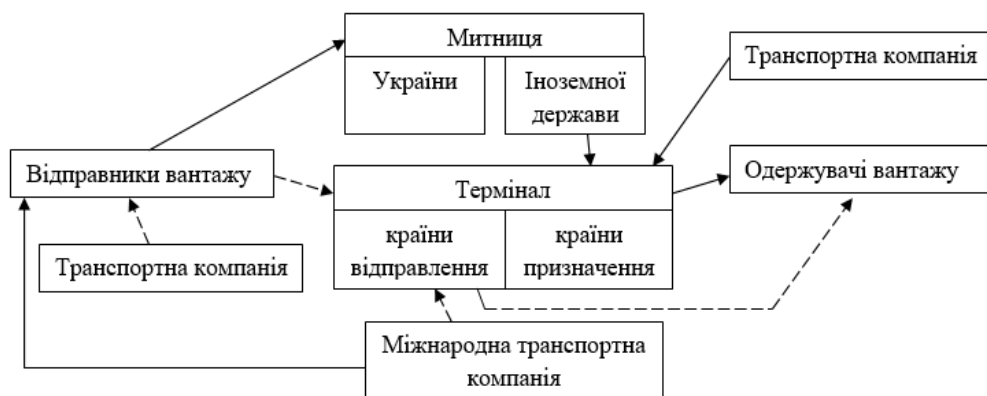 Митниця
України
Іноземної
держави
Транспортна компанія
Відправники вантажу
Термінал
Одержувачі вантажу
країни
відправлення
країни
призначення
Транспортна компанія
Міжнародна транспортна
компанія